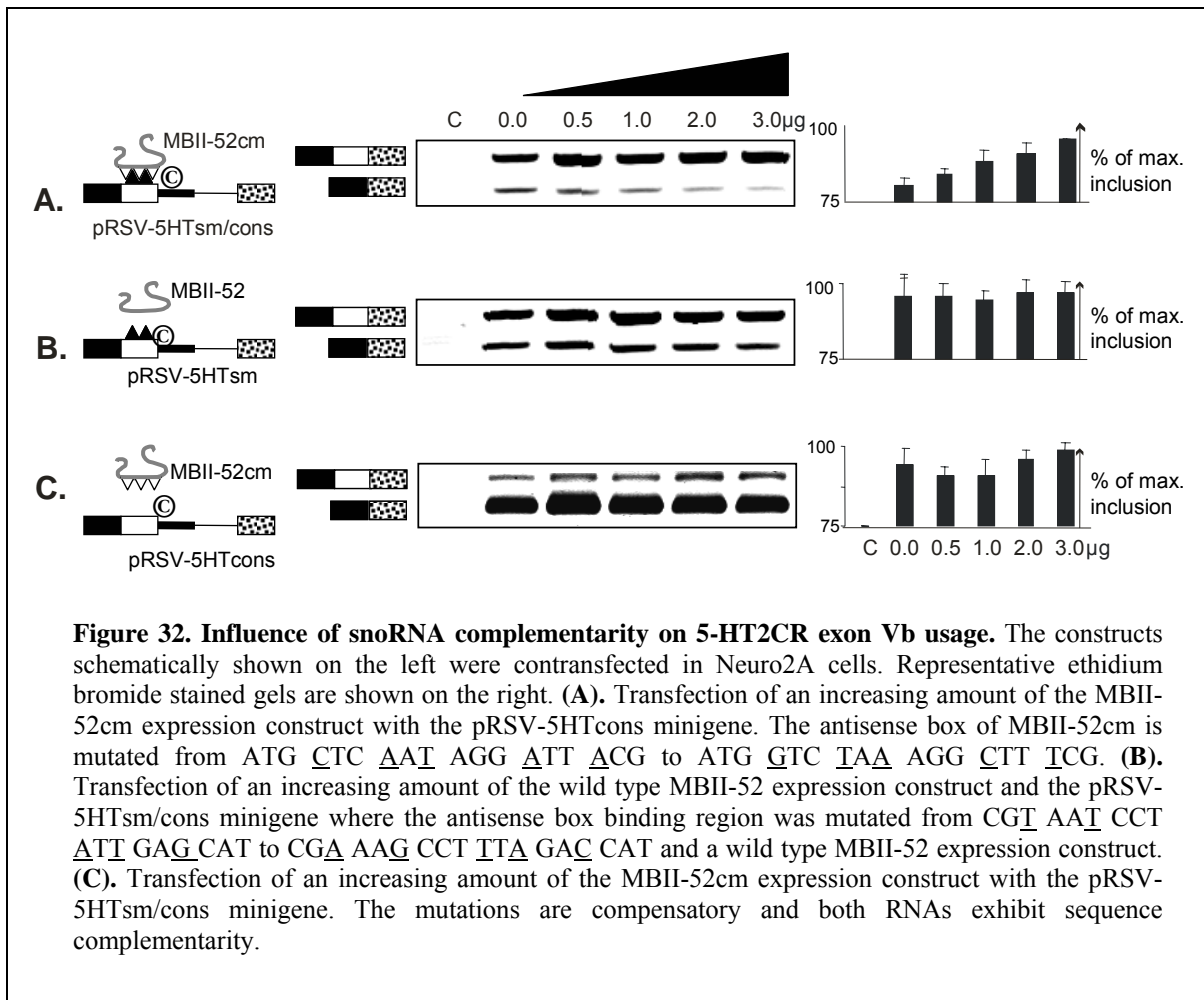 C 0.0 0.5 1.0 2.0 3.0µg
MBII-52cm
C
A.
pRSV-5HTsm/cons
100
75
% of max.
inclusion
MBII-52
C
B.
pRSV-5HTsm
100
75
% of max.
inclusion
MBII-52cm
C
C.
pRSV-5HTcons
100
75
% of max.
inclusion
C 0.0 0.5 1.0 2.0 3.0µg
Figure 32. Influence of snoRNA complementarity on 5-HT2CR exon Vb usage. The constructs
schematically shown on the left were contransfected in Neuro2A cells. Representative ethidium
bromide stained gels are shown on the right. (A). Transfection of an increasing amount of the MBII-
52cm expression construct with the pRSV-5HTcons minigene. The antisense box of MBII-52cm is
mutated from ATG CTC AAT AGG ATT ACG to ATG GTC TAA AGG CTT TCG. (B).
Transfection of an increasing amount of the wild type MBII-52 expression construct and the pRSV-
5HTsm/cons minigene where the antisense box binding region was mutated from CGT AAT CCT
ATT GAG CAT to CGA AAG CCT TTA GAC CAT and a wild type MBII-52 expression construct.
(C). Transfection of an increasing amount of the MBII-52cm expression construct with the pRSV-
5HTsm/cons minigene. The mutations are compensatory and both RNAs exhibit sequence
complementarity.